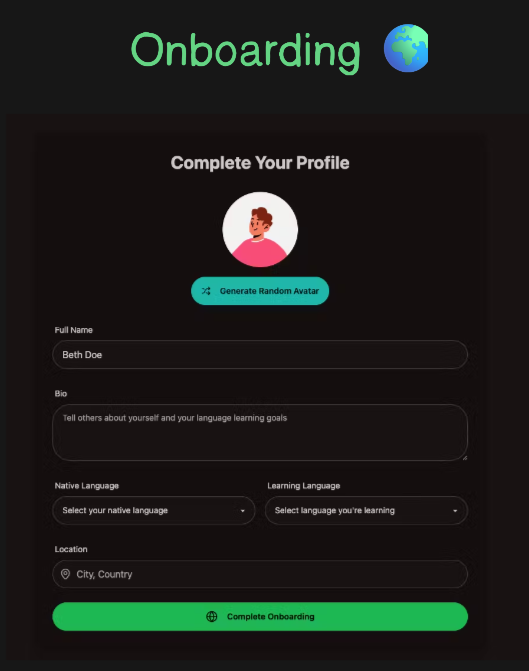 Onboarding
Complete Your Profile
Generate Random Avatar
Full Name
Beth Doe
Bio
Tell others about yourself and your language learning goals
Native Language
Learning Language
Select your native language
Select language you're learning
Location
City, Country
Complete Onboarding